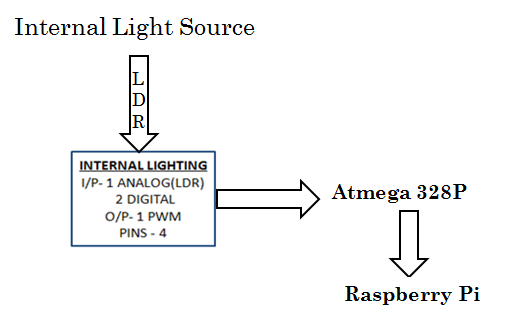 Internal Light Source
L
D
R
INTERNAL LIGHTING
I/P- 1 ANALOG(LDR)
2 DIGITAL
O/P- 1 PWM
PINS - 4
Atmega 328P
Raspberry Pi